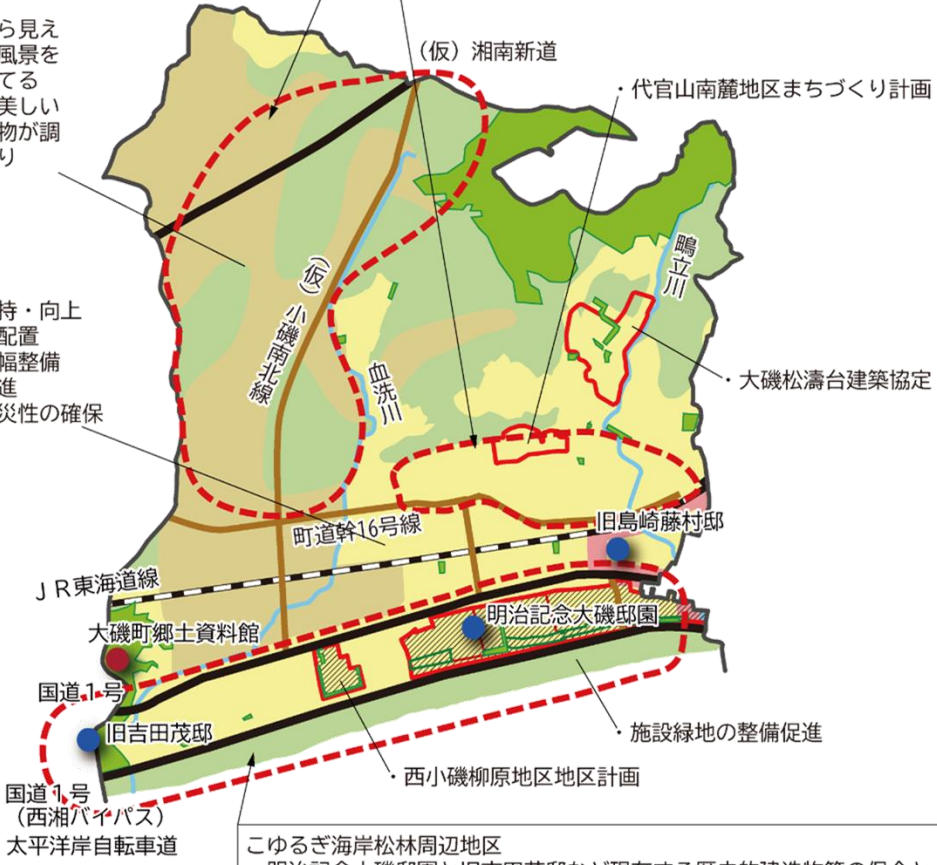 ら見え
風景を
てる
美しい
物が調
り
(仮)湘南新道
・代官山南麓地区まちづくり計画
鴫立川
(仮)小磯南北線
持・向上
配置
幅整備
進
災性の確保
血洗川
・大磯松濤台建築協定
町道幹16号線
旧島崎藤村邸
JR東海道線
明治記念大磯邸園
大磯町郷土資料館
国道1号
旧吉田茂邸
・施設緑地の整備促進
・西小磯柳原地区地区計画
国道1号
(西湘バイパス)
太平洋岸自転車道
こゆるぎ海岸松林周辺地区